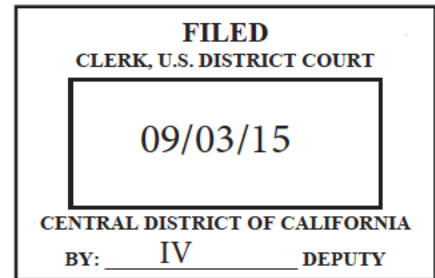 FILED
CLERK, U.S. DISTRICT COURT
09/03/15
CENTRAL DISTRICT OF CALIFORNIA
BY: IV DEPUTY